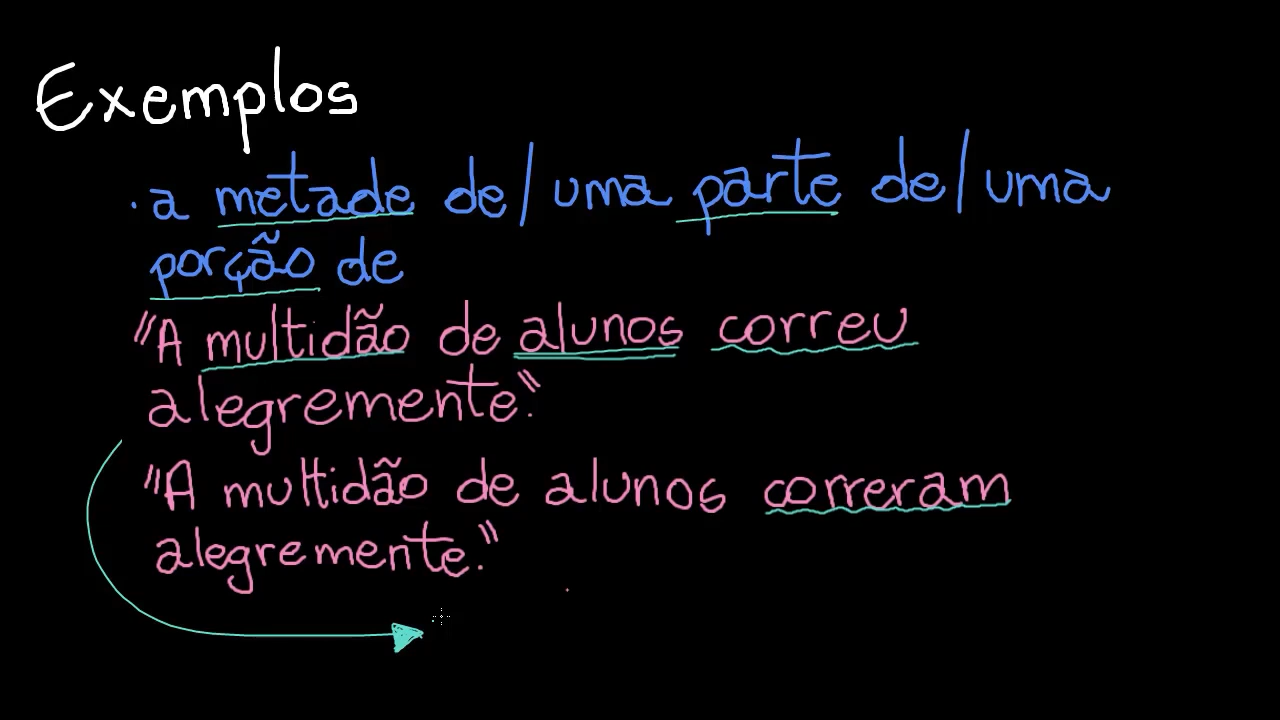 Exemplos
· a metade de/ uma parte de/ uma
porção de
"A multidão de alunos correu
alegremente."
"A multidão de alunos correram
alegremente."